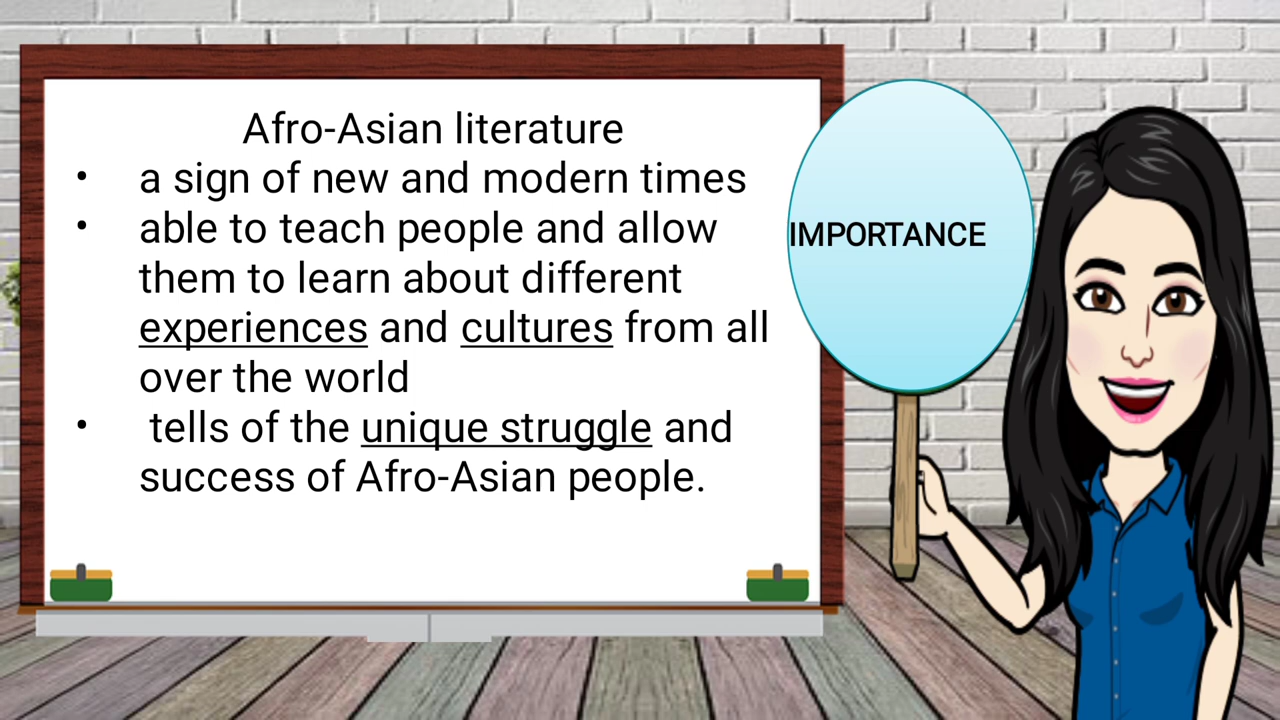 Afro-Asian literature
• a sign of new and modern times
• able to teach people and allow
them to learn about different
experiences and cultures from all
over the world
• tells of the unique struggle and
success of Afro-Asian people.
IMPORTANCE